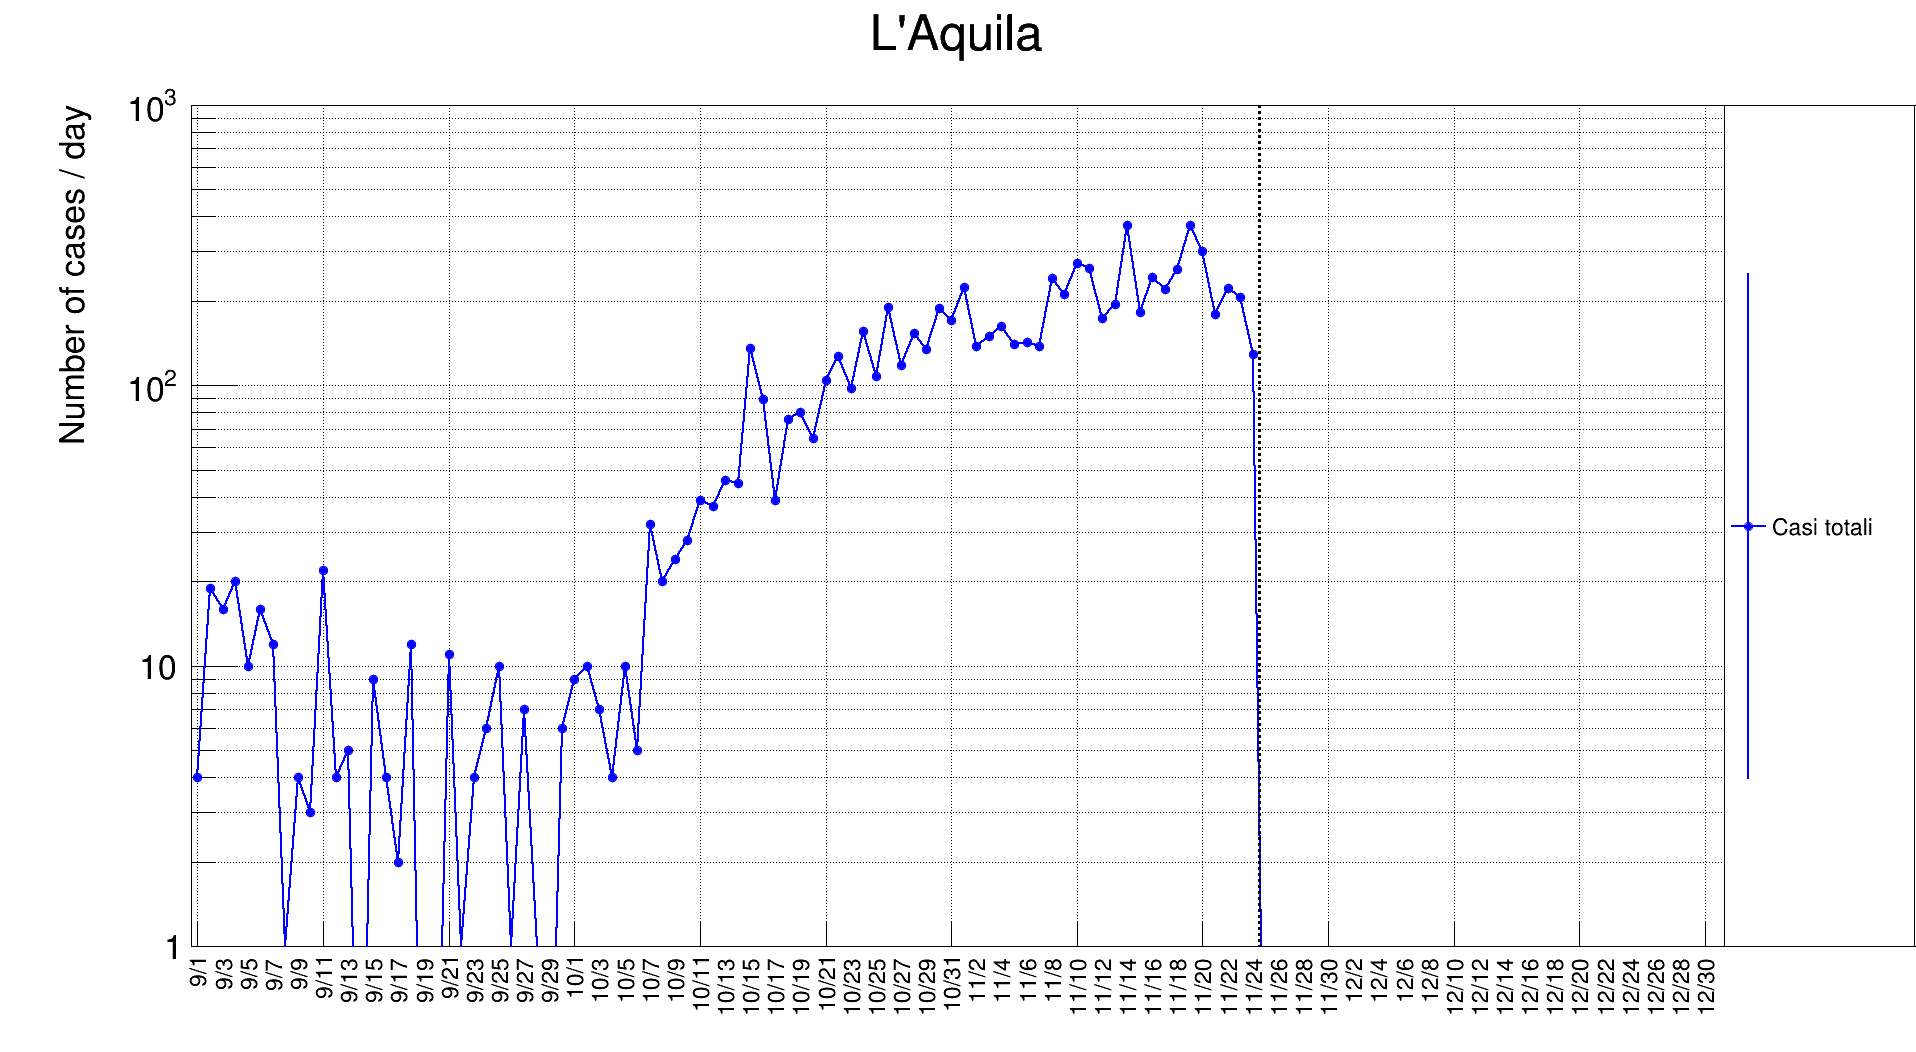 L'Aquila
Number of cases / day
10³
10²
10
1
9/1 9/3 9/5 9/7 9/9 9/11 9/13 9/15 9/17 9/19 9/21 9/23 9/25 9/27 9/29 10/1 10/3 10/5 10/7 10/9 10/11 10/13 10/15 10/17 10/19 10/21 10/23 10/25 10/27 10/29 10/31 11/2 11/4 11/6 11/8 11/10 11/12 11/14 11/16 11/18 11/20 11/22 11/24 11/26 11/28 11/30 12/2 12/4 12/6 12/8 12/10 12/12 12/14 12/16 12/18 12/20 12/22 12/24 12/26 12/28 12/30
Casi totali